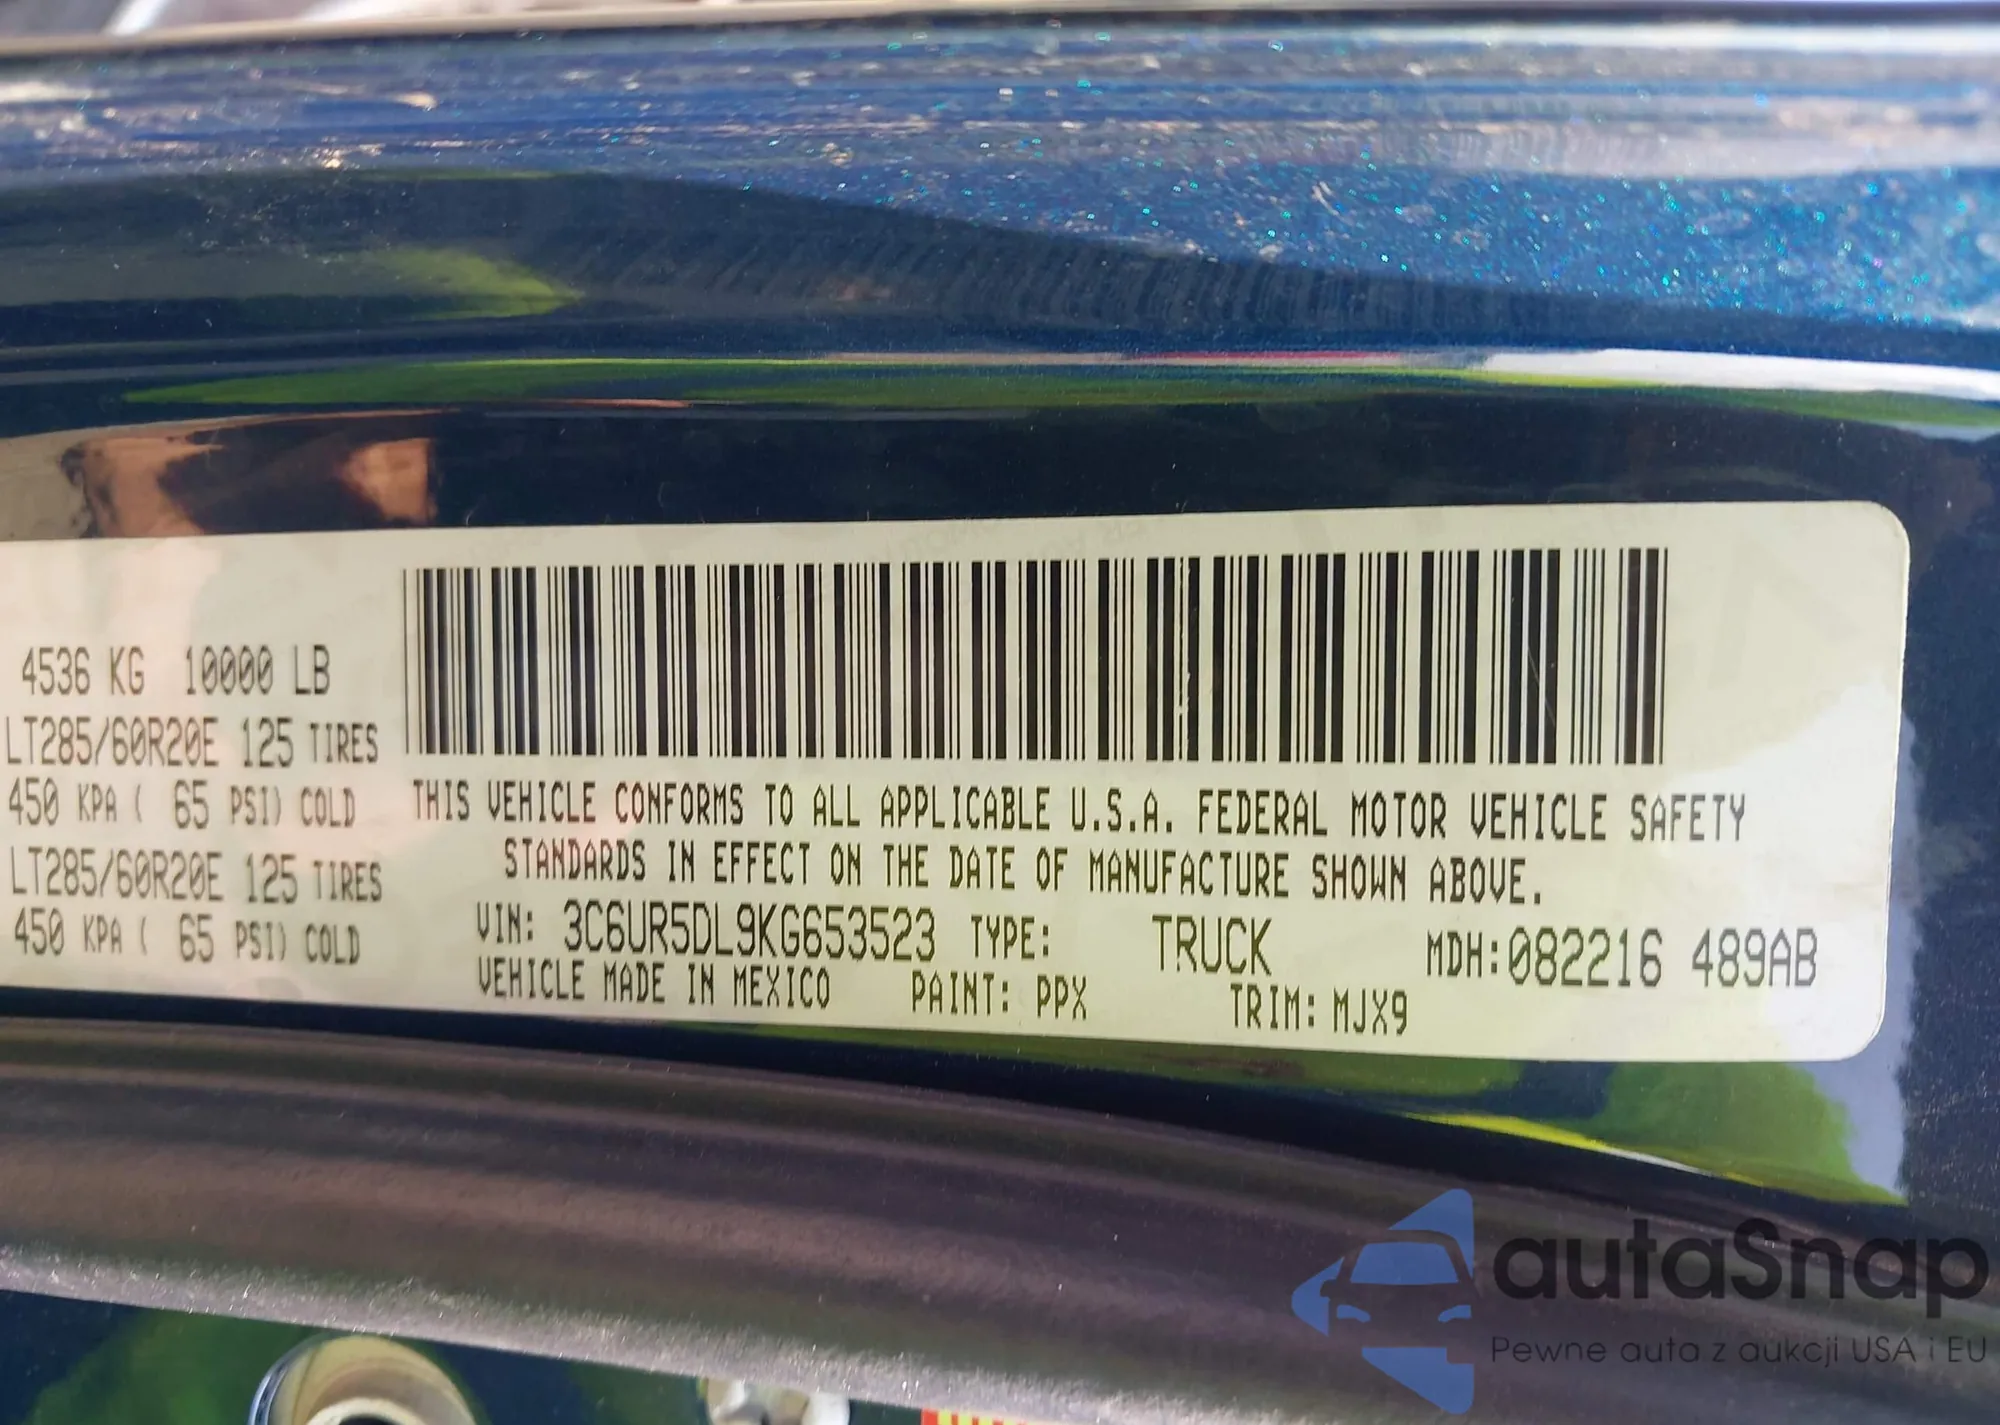 4536 KG 10000 LB
LT285/60R20E 125 TIRES
450 KPA ( 65 PSI) COLD
LT285/60R20E 125 TIRES
450 KPA ( 65 PSI) COLD
THIS VEHICLE CONFORMS TO ALL APPLICABLE U.S.A. FEDERAL MOTOR VEHICLE SAFETY
STANDARDS IN EFFECT ON THE DATE OF MANUFACTURE SHOWN ABOVE.
VIN: 3C6UR5DL9KG653523 TYPE: TRUCK MDH:082216 489AB
VEHICLE MADE IN MEXICO PAINT: PPX TRIM: MJX9
autaSnap
Pewne auta z aukcji USA i EU